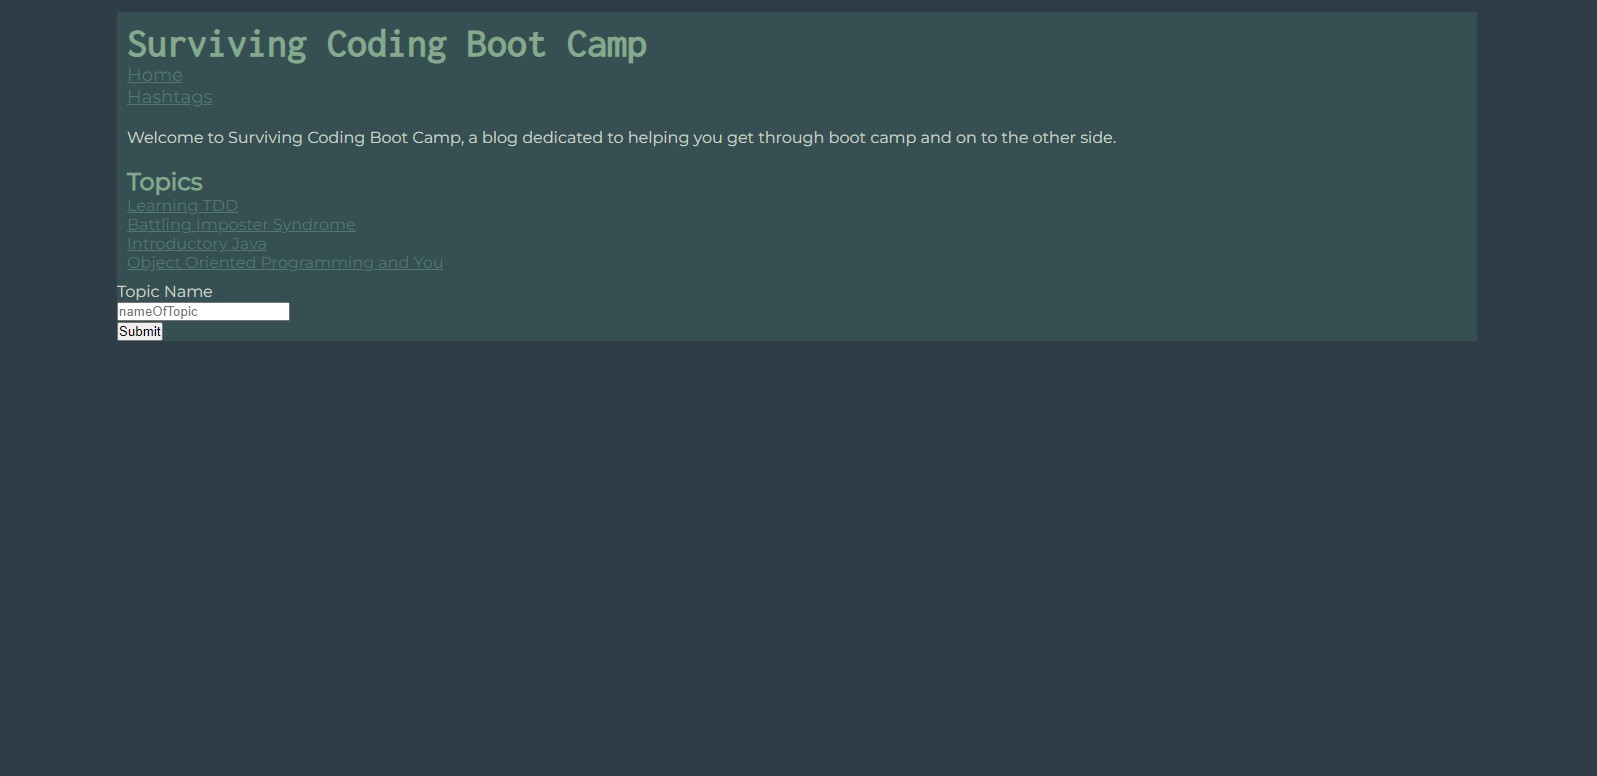 Surviving Coding Boot Camp
Home
Hashtags
Welcome to Surviving Coding Boot Camp, a blog dedicated to helping you get through boot camp and on to the other side.
Topics
Learning TDD
Battling Imposter Syndrome
Introductory Java
Object Oriented Programming and You
Topic Name
nameOfTopic
Submit